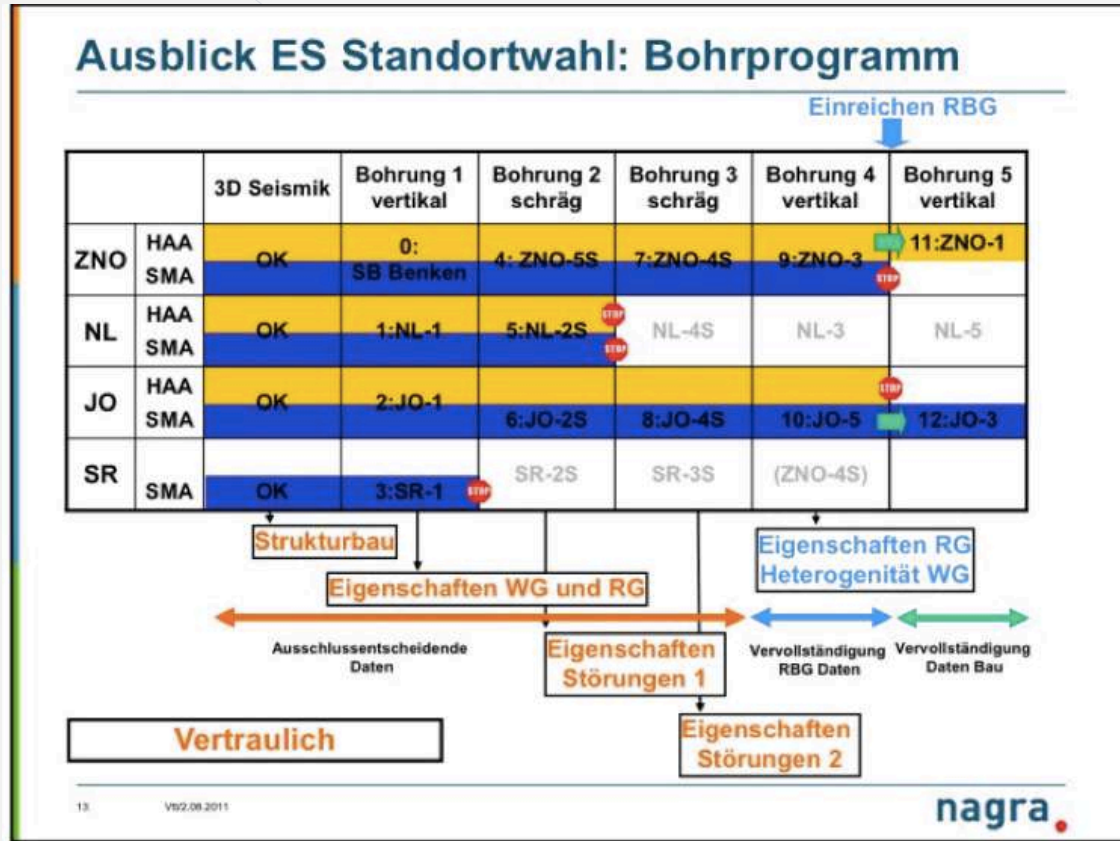 Ausblick ES Standortwahl: Bohrprogramm
Einreichen RBG
3D Seismik Bohrung 1 vertikal Bohrung 2 schräg Bohrung 3 schräg Bohrung 4 vertikal Bohrung 5 vertikal
ZNO HAA SMA OK 0: SB Benken 4: ZNO-5S 7:ZNO-4S 9:ZNO-3 STOP 11:ZNO-1
NL HAA SMA OK 1:NL-1 5:NL-2S STOP STOP NL-4S NL-3 NL-5
JO HAA SMA OK 2:JO-1 6:JO-2S 8:JO-4S 10:JO-5 STOP 12:JO-3
SR SMA OK 3:SR-1 STOP SR-2S SR-3S (ZNO-4S)
Strukturbau
Eigenschaften WG und RG
Eigenschaften RG
Heterogenität WG
Ausschlussentscheidende
Daten
Eigenschaften
Störungen 1
Vervollständigung
RBG Daten
Vervollständigung
Daten Bau
Eigenschaften
Störungen 2
Vertraulich
13
nagra.